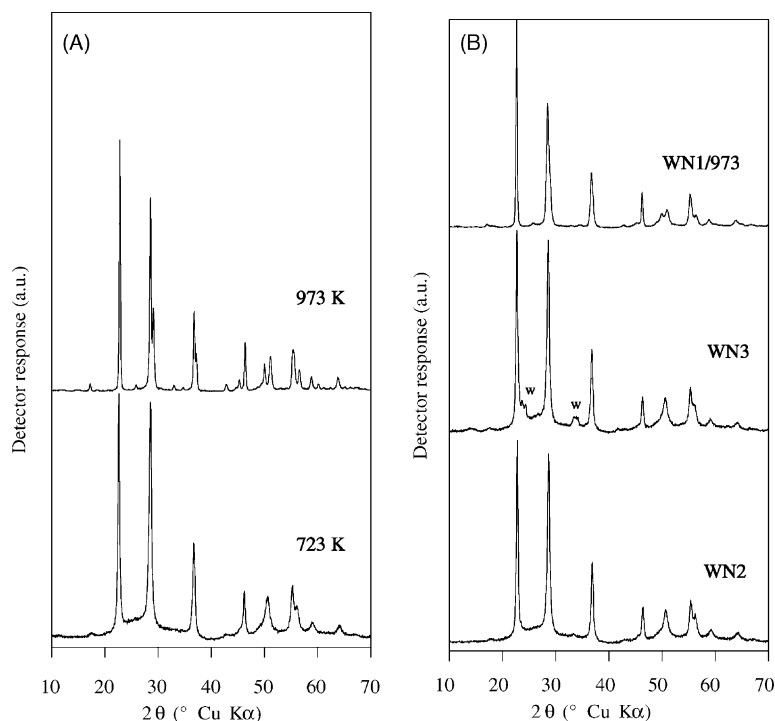 (A)
973 K
723 K
Detector response (a.u.)
10 20 30 40 50 60 70
2 θ (° Cu Kα)
(B)
WN1/973
WN3
w w
WN2
Detector response (a.u.)
10 20 30 40 50 60 70
2 θ (° Cu Kα)